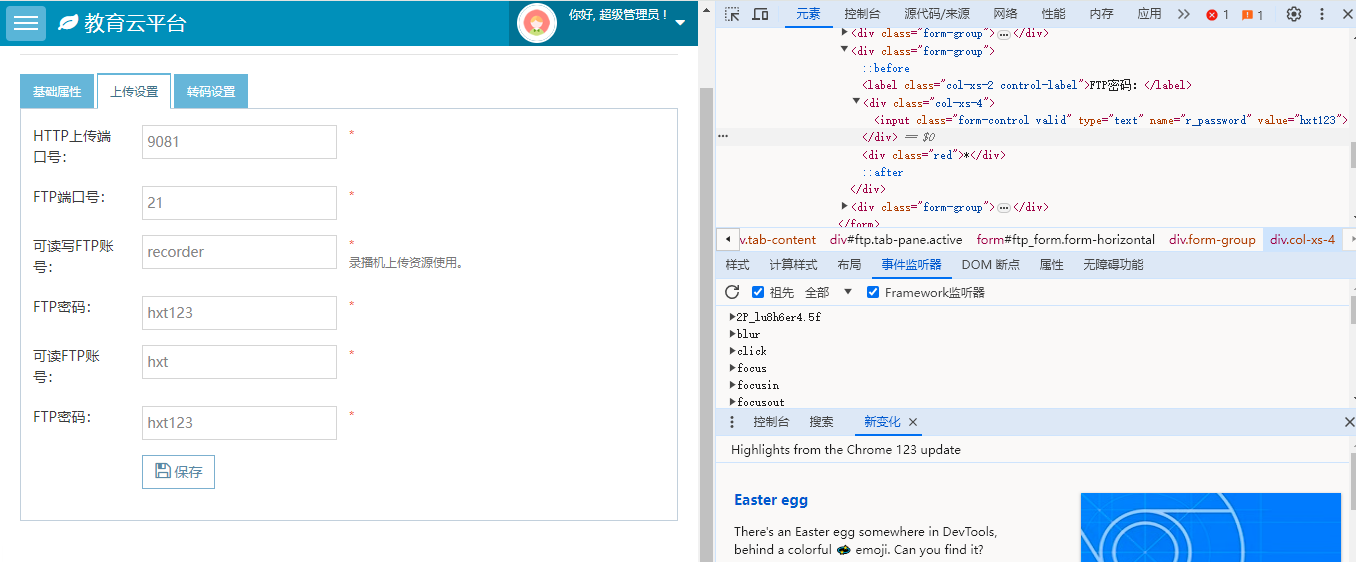 教育云平台
你好, 超级管理员！
基础属性 上传设置 转码设置
HTTP上传端口号: 9081 *
FTP端口号: 21 *
可读写FTP账号: recorder *
录播机上传资源使用。
FTP密码: hxt123 *
可读FTP账号: hxt *
FTP密码: hxt123 *
保存
元素 控制台 源代码/来源 网络 性能 内存 应用 1 1
<div class="form-group"> … </div>
<div class="form-group">
::before
<label class="col-xs-2 control-label">FTP密码: </label>
<div class="col-xs-4">
<input class="form-control valid" type="text" name="r_password" value="hxt123">
</div> == $0
<div class="red">*</div>
::after
</div>
<div class="form-group"> … </div>
</form>
v.tab-content div#ftp.tab-pane.active form#ftp_form.form-horizontal div.form-group div.col-xs-4
样式 计算样式 布局 事件监听器 DOM 断点 属性 无障碍功能
祖先 全部 Framework监听器
2P_lu8h6er4.5f
blur
click
focus
focusin
focusout
控制台 搜索 新变化
Highlights from the Chrome 123 update
Easter egg
There's an Easter egg somewhere in DevTools,
behind a colorful emoji. Can you find it?